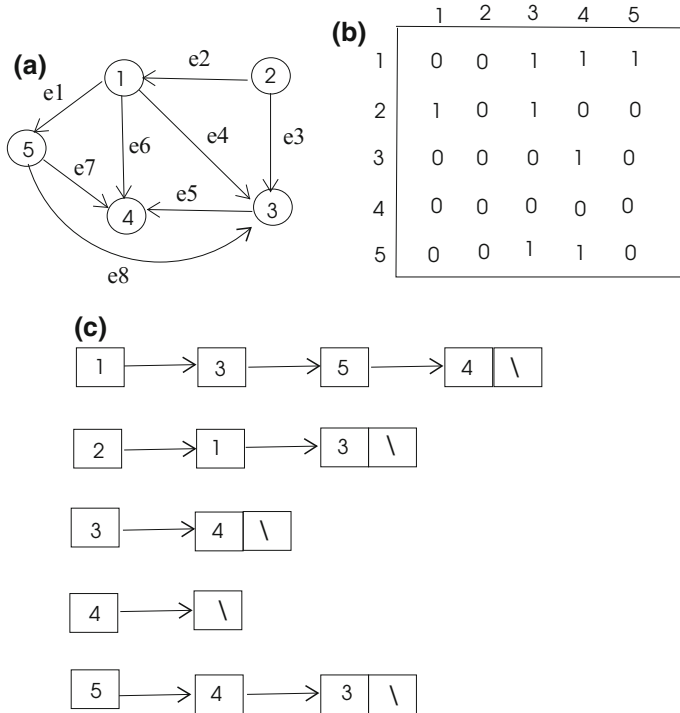 (a)
1
2
3
4
5
e1
e2
e3
e4
e5
e6
e7
e8
(b)
1 2 3 4 5
1 0 0 1 1 1
2 1 0 1 0 0
3 0 0 0 1 0
4 0 0 0 0 0
5 0 0 1 1 0
(c)
1 3 5 4 \
2 1 3 \
3 4 \
4 \
5 4 3 \